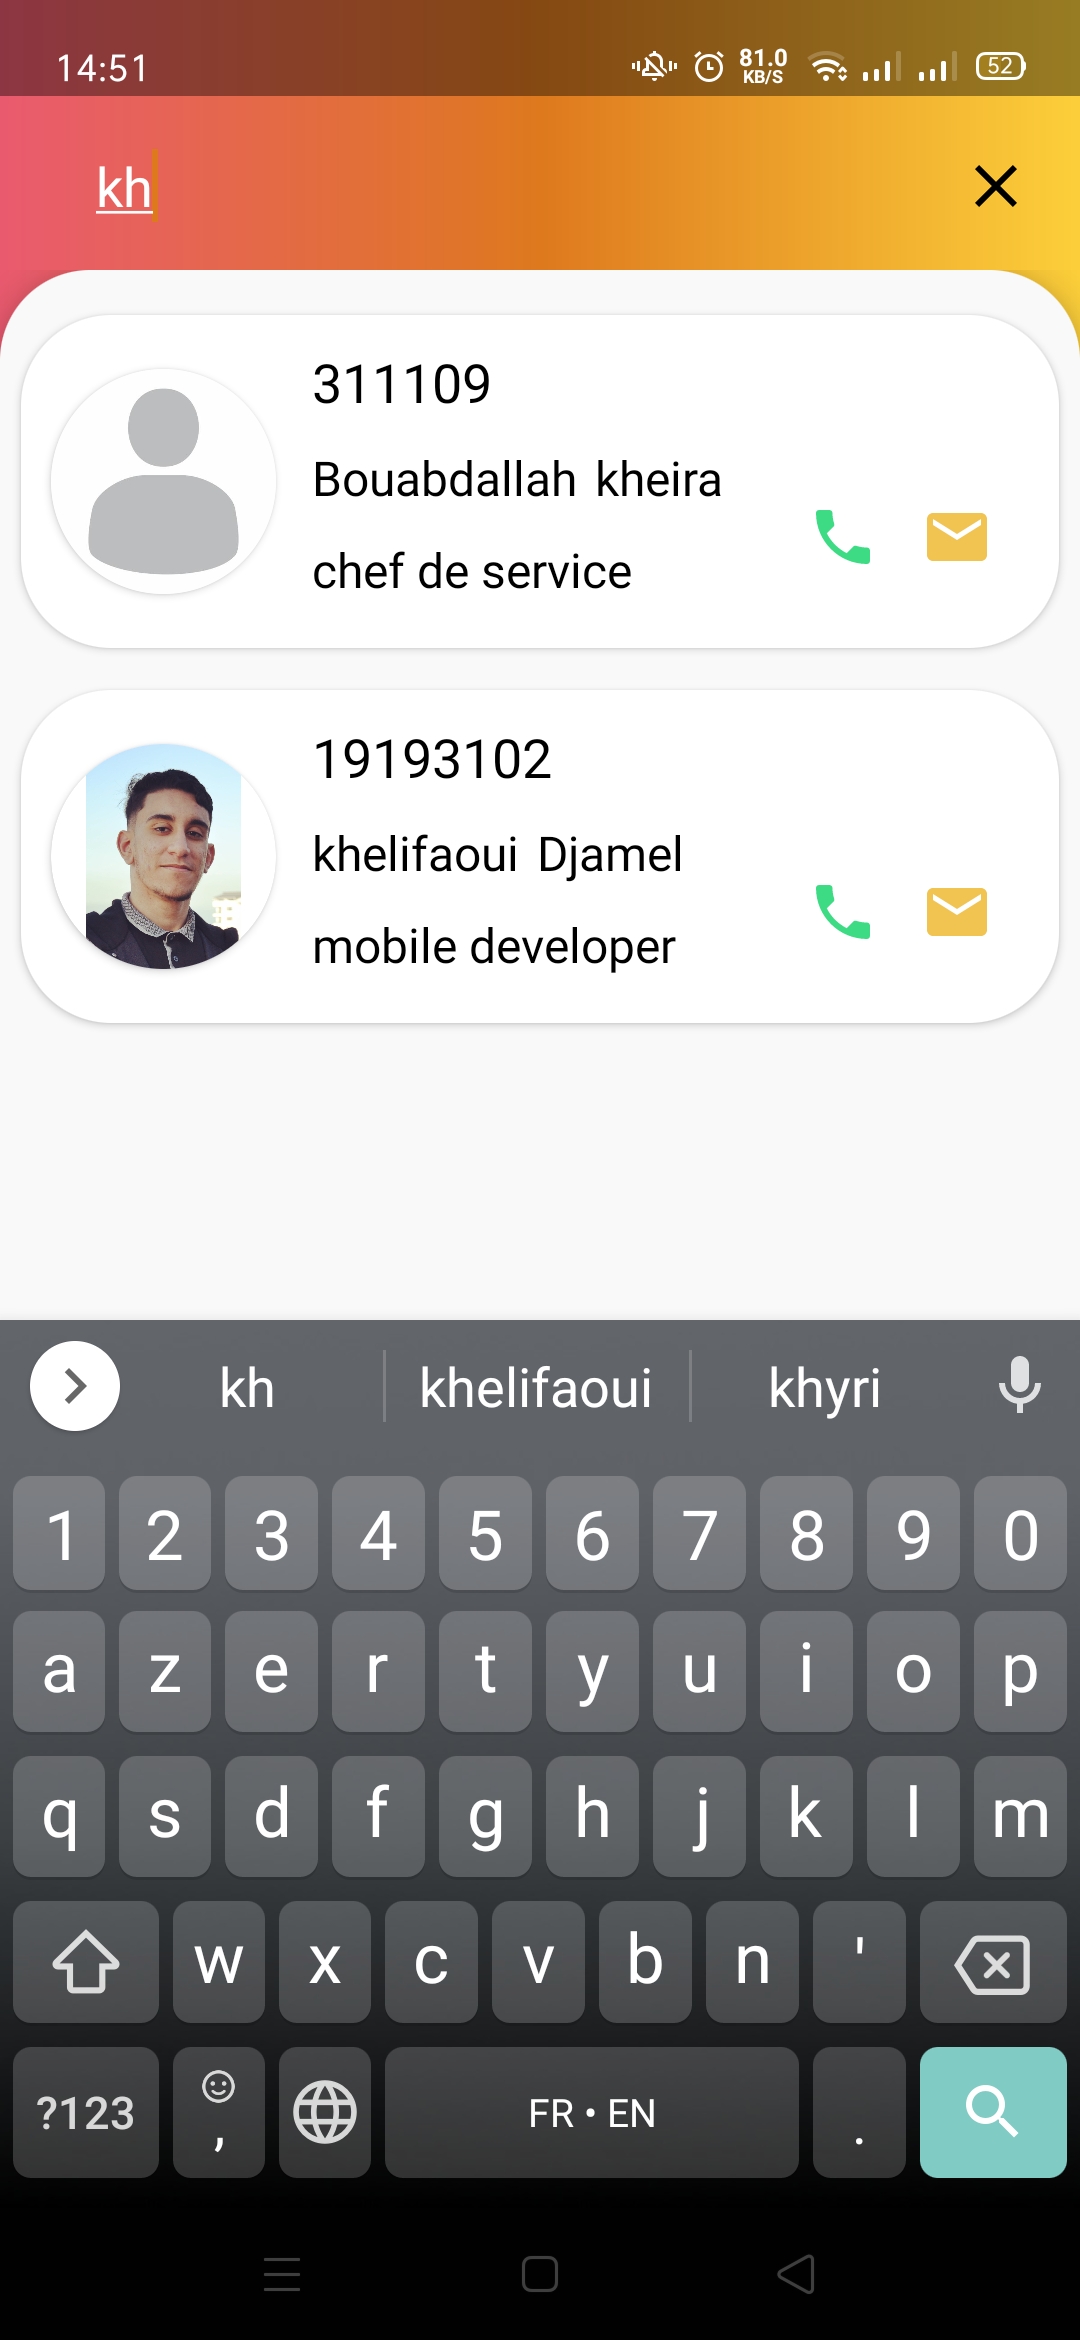 14:51 81.0 KB/S 52
kh
311109
Bouabdallah kheira
chef de service
19193102
khelifaoui Djamel
mobile developer
kh khelifaoui khyri
1 2 3 4 5 6 7 8 9 0
a z e r t y u i o p
q s d f g h j k l m
w x c v b n '
?123 , FR • EN .